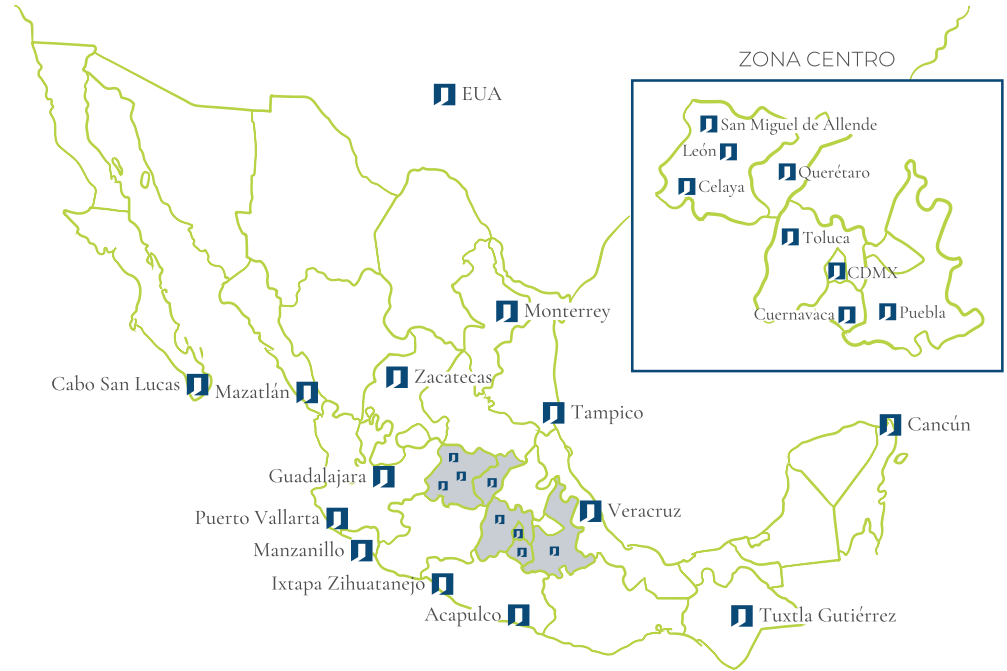 ZONA CENTRO
EUA
San Miguel de Allende
León
Querétaro
Celaya
Toluca
CDMX
Cuernavaca
Puebla
Monterrey
Zacatecas
Cabo San Lucas
Mazatlán
Tampico
Cancún
Guadalajara
Veracruz
Puerto Vallarta
Manzanillo
Ixtapa Zihuatanejo
Acapulco
Tuxtla Gutiérrez